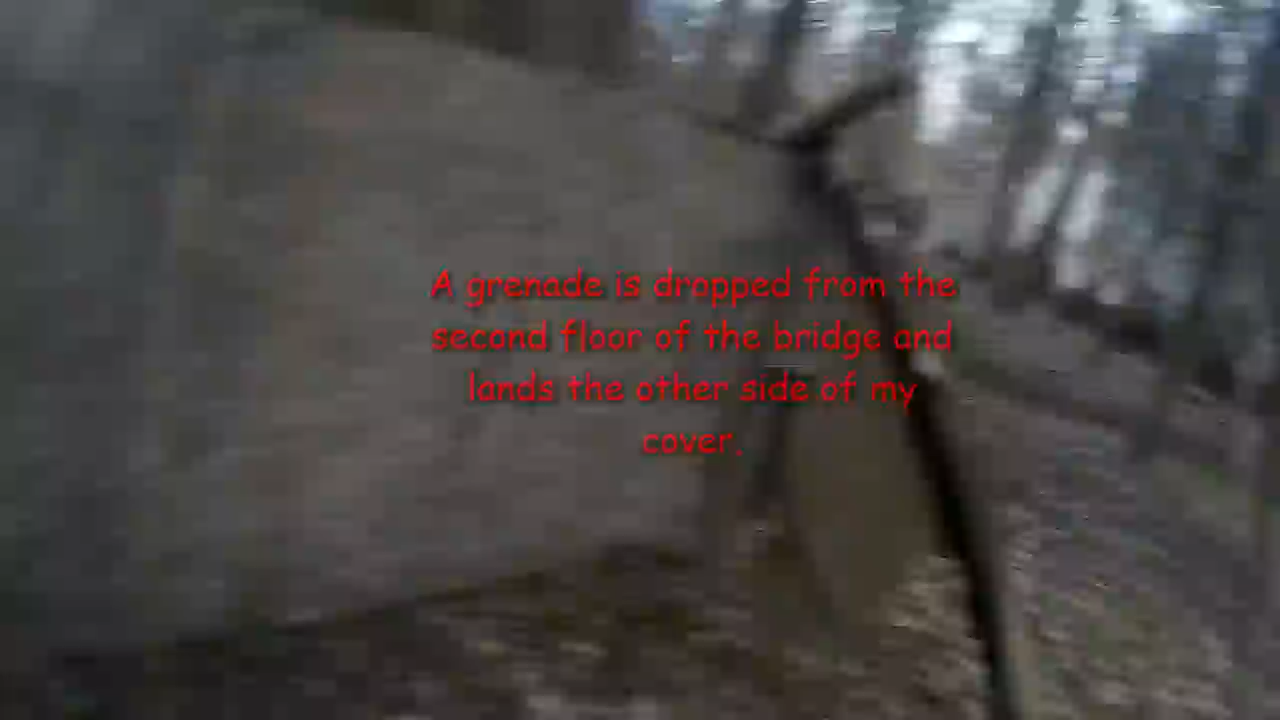 A grenade is dropped from the
second floor of the bridge and
lands the other side of my
cover.